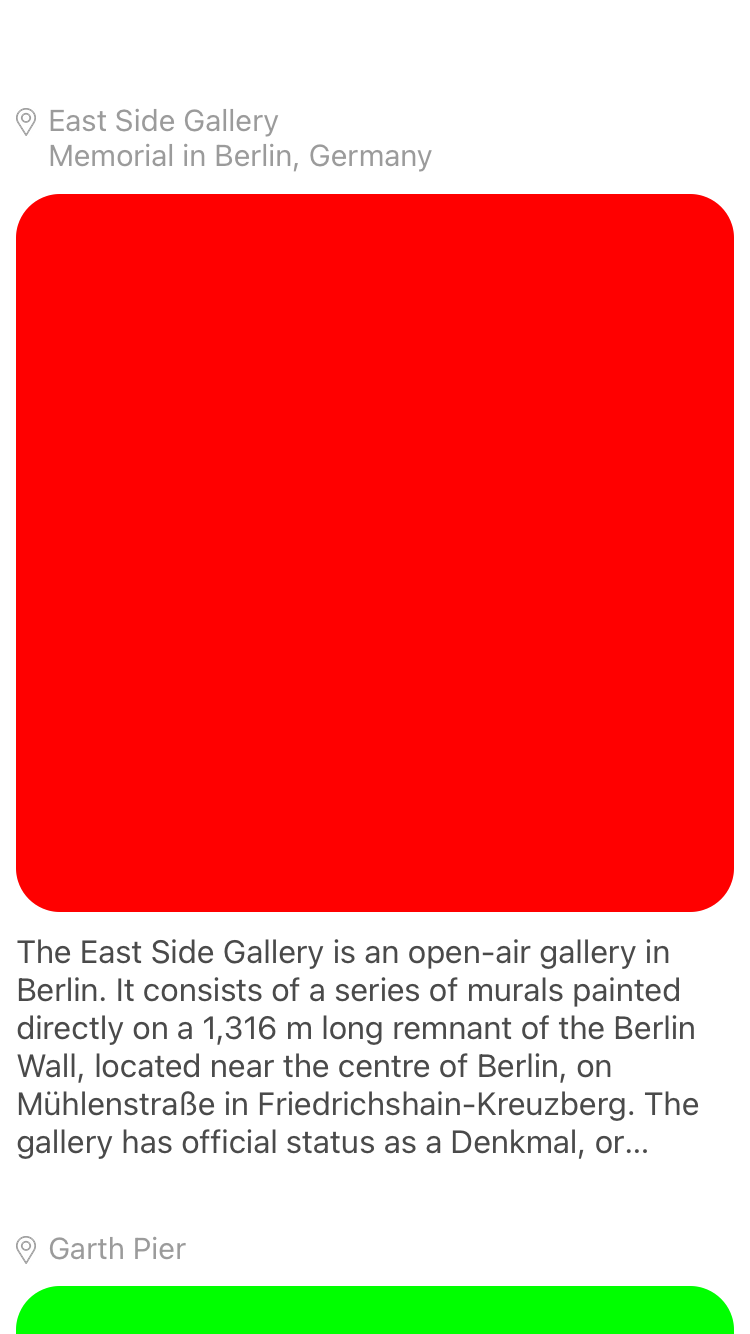 East Side Gallery
Memorial in Berlin, Germany
The East Side Gallery is an open-air gallery in
Berlin. It consists of a series of murals painted
directly on a 1,316 m long remnant of the Berlin
Wall, located near the centre of Berlin, on
Mühlenstraße in Friedrichshain-Kreuzberg. The
gallery has official status as a Denkmal, or...
Garth Pier